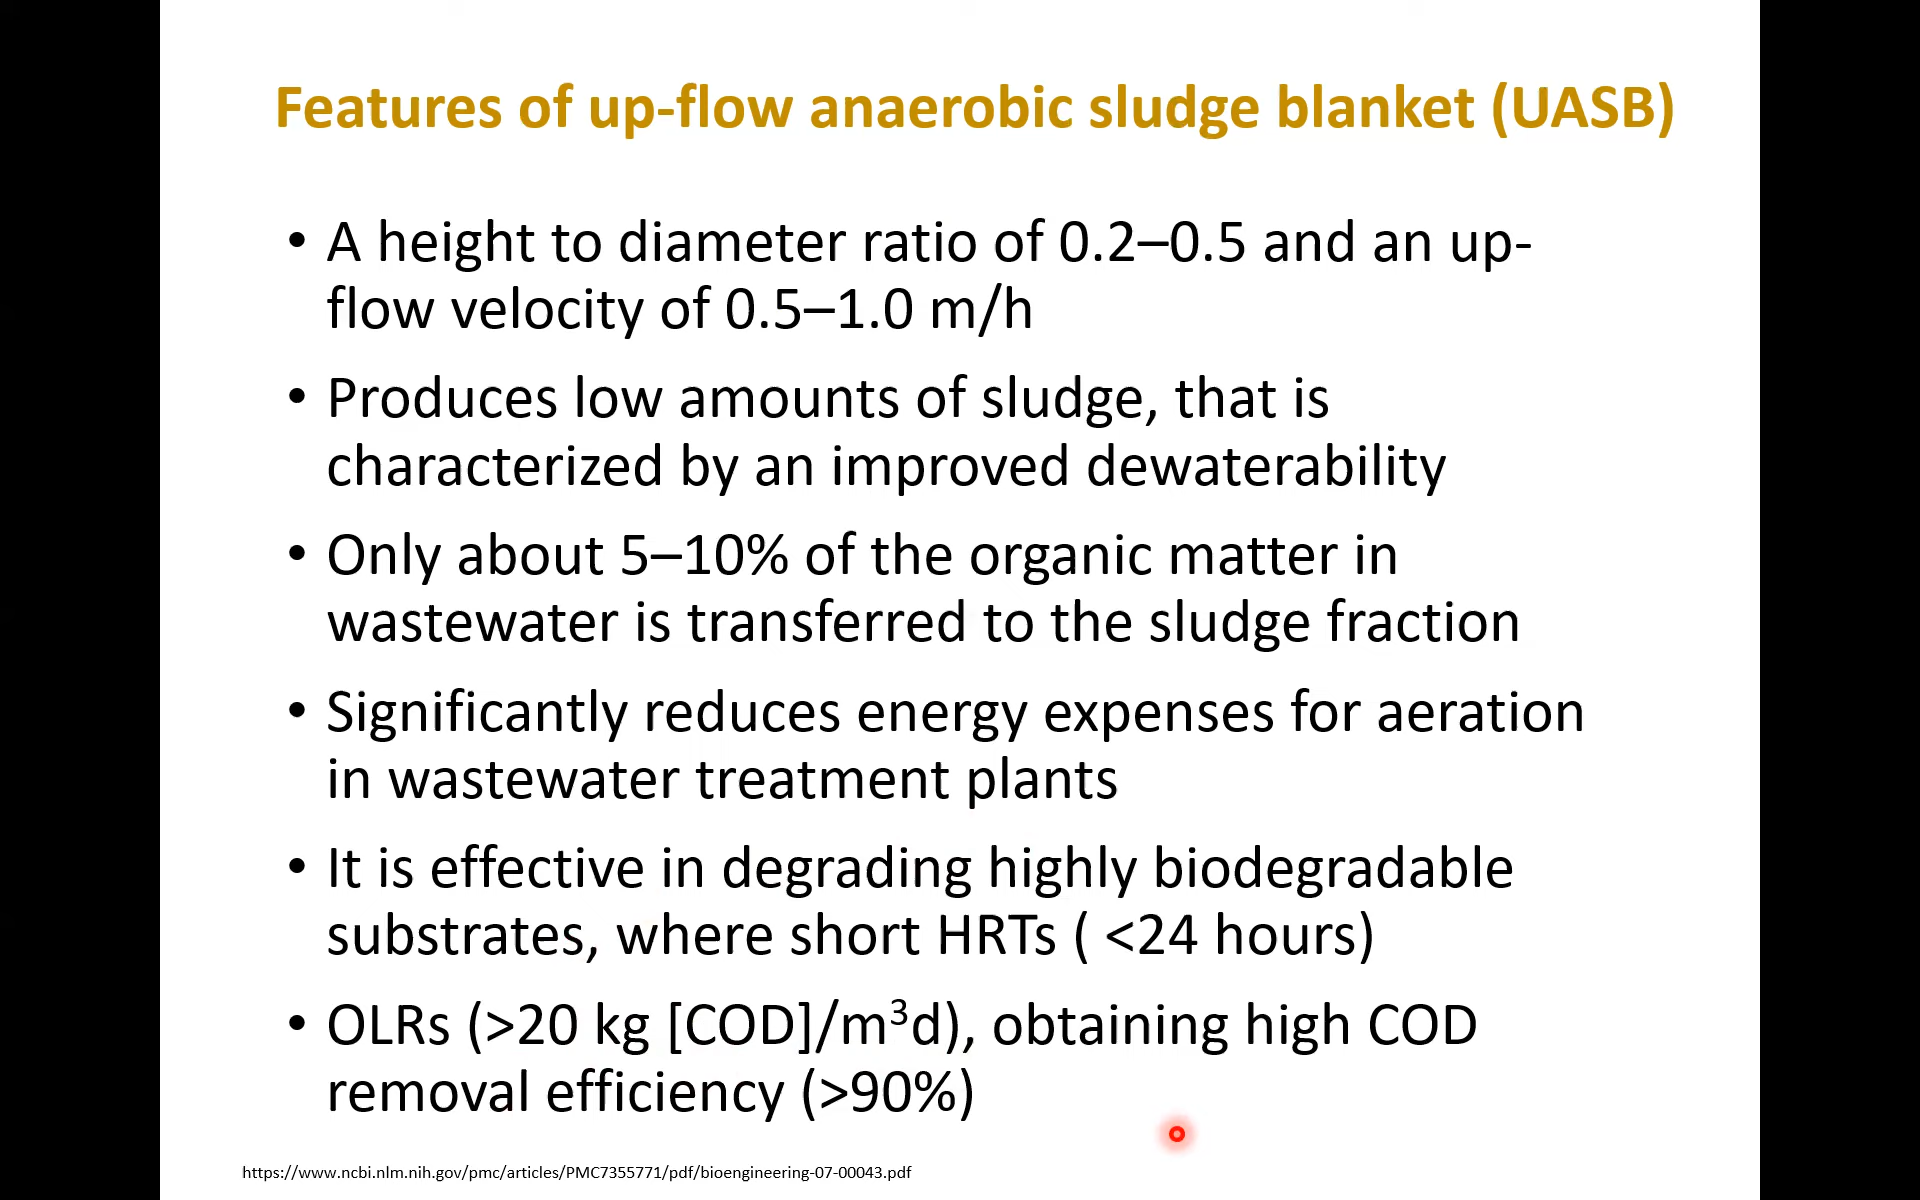 Features of up-flow anaerobic sludge blanket (UASB)
• A height to diameter ratio of 0.2–0.5 and an up-
flow velocity of 0.5–1.0 m/h
• Produces low amounts of sludge, that is
characterized by an improved dewaterability
• Only about 5–10% of the organic matter in
wastewater is transferred to the sludge fraction
• Significantly reduces energy expenses for aeration
in wastewater treatment plants
• It is effective in degrading highly biodegradable
substrates, where short HRTs ( <24 hours)
• OLRs (>20 kg [COD]/m³d), obtaining high COD
removal efficiency (>90%)
https://www.ncbi.nlm.nih.gov/pmc/articles/PMC7355771/pdf/bioengineering-07-00043.pdf